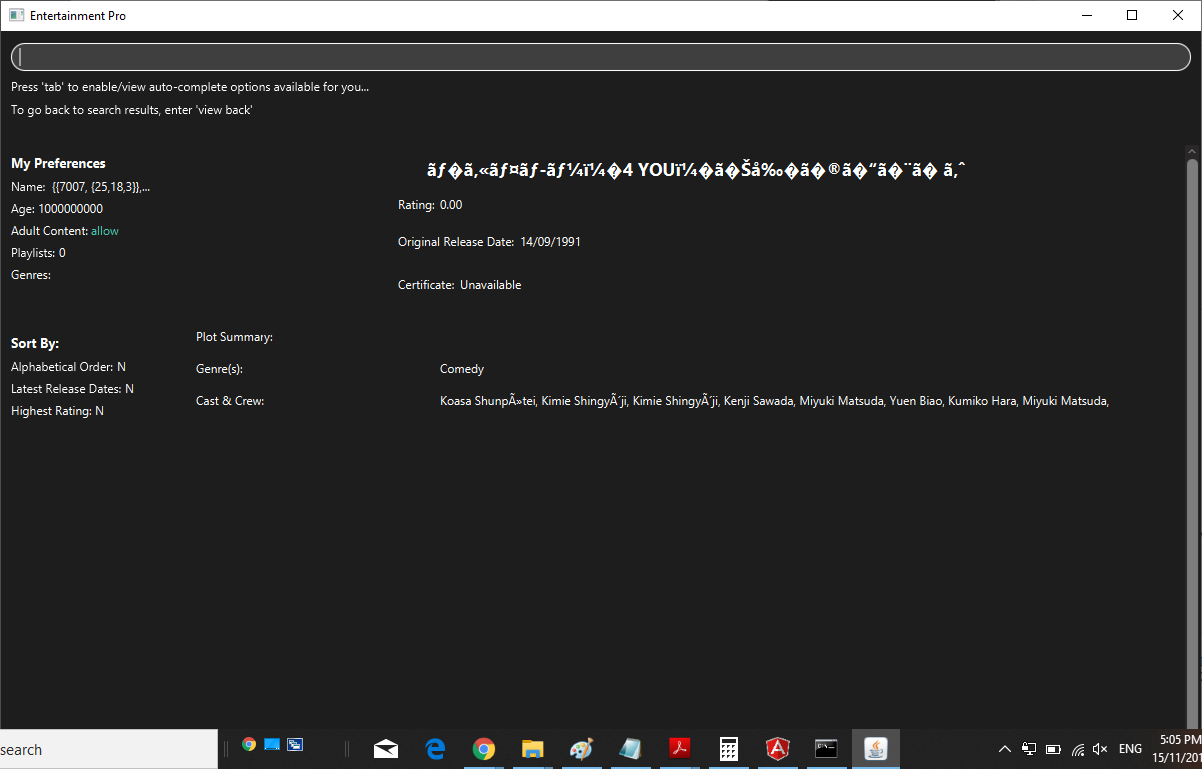 Entertainment Pro
Press 'tab' to enable/view auto-complete options available for you...
To go back to search results, enter 'view back'
My Preferences
Name: {{7007, {25,18,3}},...
Age: 1000000000
Adult Content: allow
Playlists: 0
Genres:
Sort By:
Alphabetical Order: N
Latest Release Dates: N
Highest Rating: N
ãƒ�ã‚«ãƒ¤ãƒ­ãƒ¼ï¼�4 YOUï¼�ã�Šå‰�ã�®ã�“ã�¨ã� ã‚ˆ
Rating: 0.00
Original Release Date: 14/09/1991
Certificate: Unavailable
Plot Summary:
Genre(s): Comedy
Cast & Crew: Koasa ShunpÃ»tei, Kimie ShingyÃ´ji, Kimie ShingyÃ´ji, Kenji Sawada, Miyuki Matsuda, Yuen Biao, Kumiko Hara, Miyuki Matsuda,
search
ENG
5:05 PM
15/11/201